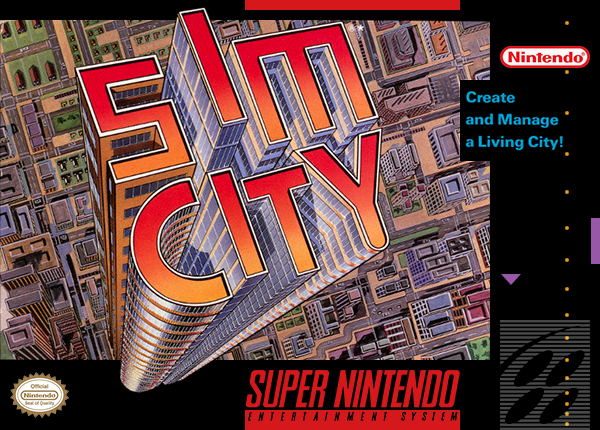 SIM
CITY
Nintendo®
Create
and Manage
a Living City!
Official
Nintendo
Seal of Quality
SUPER NINTENDO
ENTERTAINMENT SYSTEM